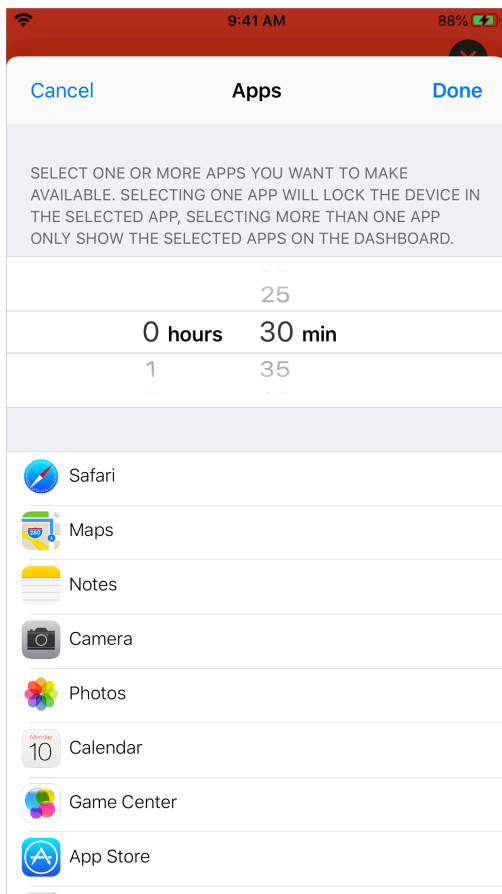 9:41 AM
88%
Cancel Apps Done
SELECT ONE OR MORE APPS YOU WANT TO MAKE
AVAILABLE. SELECTING ONE APP WILL LOCK THE DEVICE IN
THE SELECTED APP, SELECTING MORE THAN ONE APP
ONLY SHOW THE SELECTED APPS ON THE DASHBOARD.
25
0 hours 30 min
1 35
Safari
280
Maps
Notes
Camera
Photos
Monday
10
Calendar
Game Center
App Store